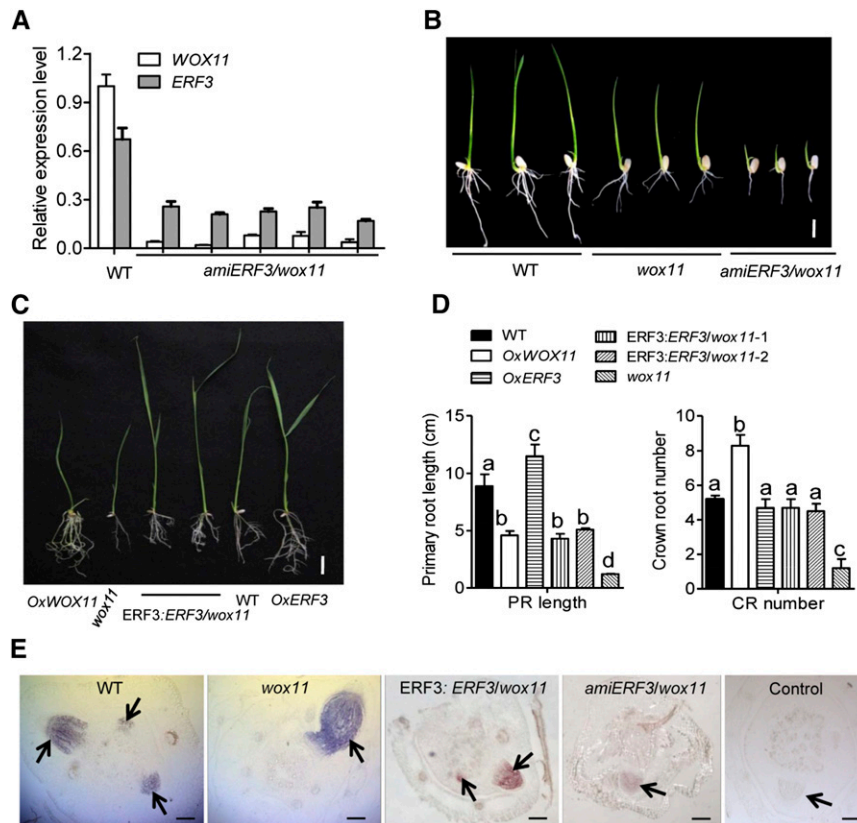 A
Relative expression level
1.2
0.9
0.6
0.3
0.0
WOX11
ERF3
WT
amiERF3/wox11
B
WT
wox11
amiERF3/wox11
C
OxWOX11
wox11
ERF3:ERF3/wox11
WT
OxERF3
D
WT
OxWOX11
OxERF3
ERF3:ERF3/wox11-1
ERF3:ERF3/wox11-2
wox11
Primary root length (cm)
15
10
5
0
a
b
c
b
b
d
PR length
Crown root number
10
8
6
4
2
0
a
b
a
a
a
c
CR number
E
WT
wox11
ERF3: ERF3/wox11
amiERF3/wox11
Control